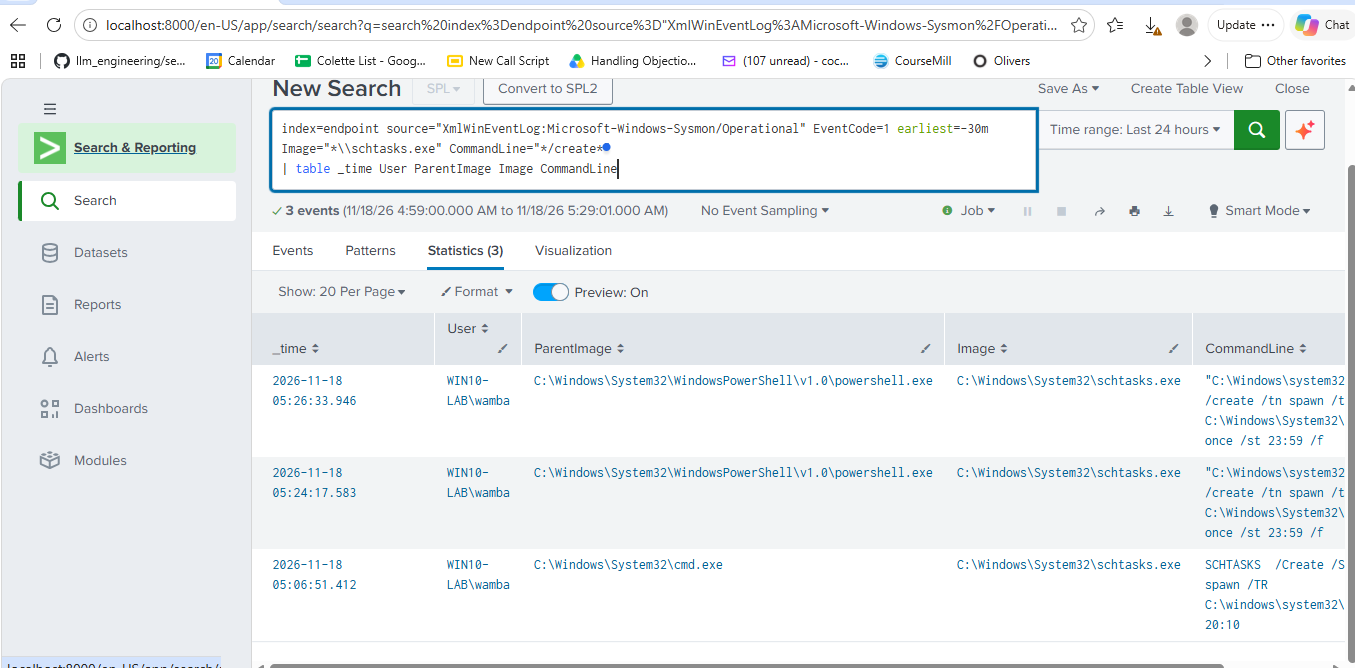 localhost:8000/en-US/app/search/search?q=search%20index%3Dendpoint%20source%3D"XmlWinEventLog%3AMicrosoft-Windows-Sysmon%2FOperati...
Update
Chat
llm_engineering/se...
Calendar
Colette List - Goog...
New Call Script
Handling Objectio...
(107 unread) - coc...
CourseMill
Olivers
Other favorites
New Search
SPL
Convert to SPL2
Save As
Create Table View
Close
Search & Reporting
Search
Datasets
Reports
Alerts
Dashboards
Modules
index=endpoint source="XmlWinEventLog:Microsoft-Windows-Sysmon/Operational" EventCode=1 earliest=-30m
Image="*\\schtasks.exe" CommandLine="*/create*
| table _time User ParentImage Image CommandLine
Time range: Last 24 hours
3 events (11/18/26 4:59:00.000 AM to 11/18/26 5:29:01.000 AM)
No Event Sampling
Job
Smart Mode
Events
Patterns
Statistics (3)
Visualization
Show: 20 Per Page
Format
Preview: On
_time
User
ParentImage
Image
CommandLine
2026-11-18
05:26:33.946
WIN10-
LAB\wamba
C:\Windows\System32\WindowsPowerShell\v1.0\powershell.exe
C:\Windows\System32\schtasks.exe
"C:\Windows\system32
/create /tn spawn /t
C:\Windows\System32\
once /st 23:59 /f
2026-11-18
05:24:17.583
WIN10-
LAB\wamba
C:\Windows\System32\WindowsPowerShell\v1.0\powershell.exe
C:\Windows\System32\schtasks.exe
"C:\Windows\system32
/create /tn spawn /t
C:\Windows\System32\
once /st 23:59 /f
2026-11-18
05:06:51.412
WIN10-
LAB\wamba
C:\Windows\System32\cmd.exe
C:\Windows\System32\schtasks.exe
SCHTASKS /Create /S
spawn /TR
C:\windows\system32\
20:10